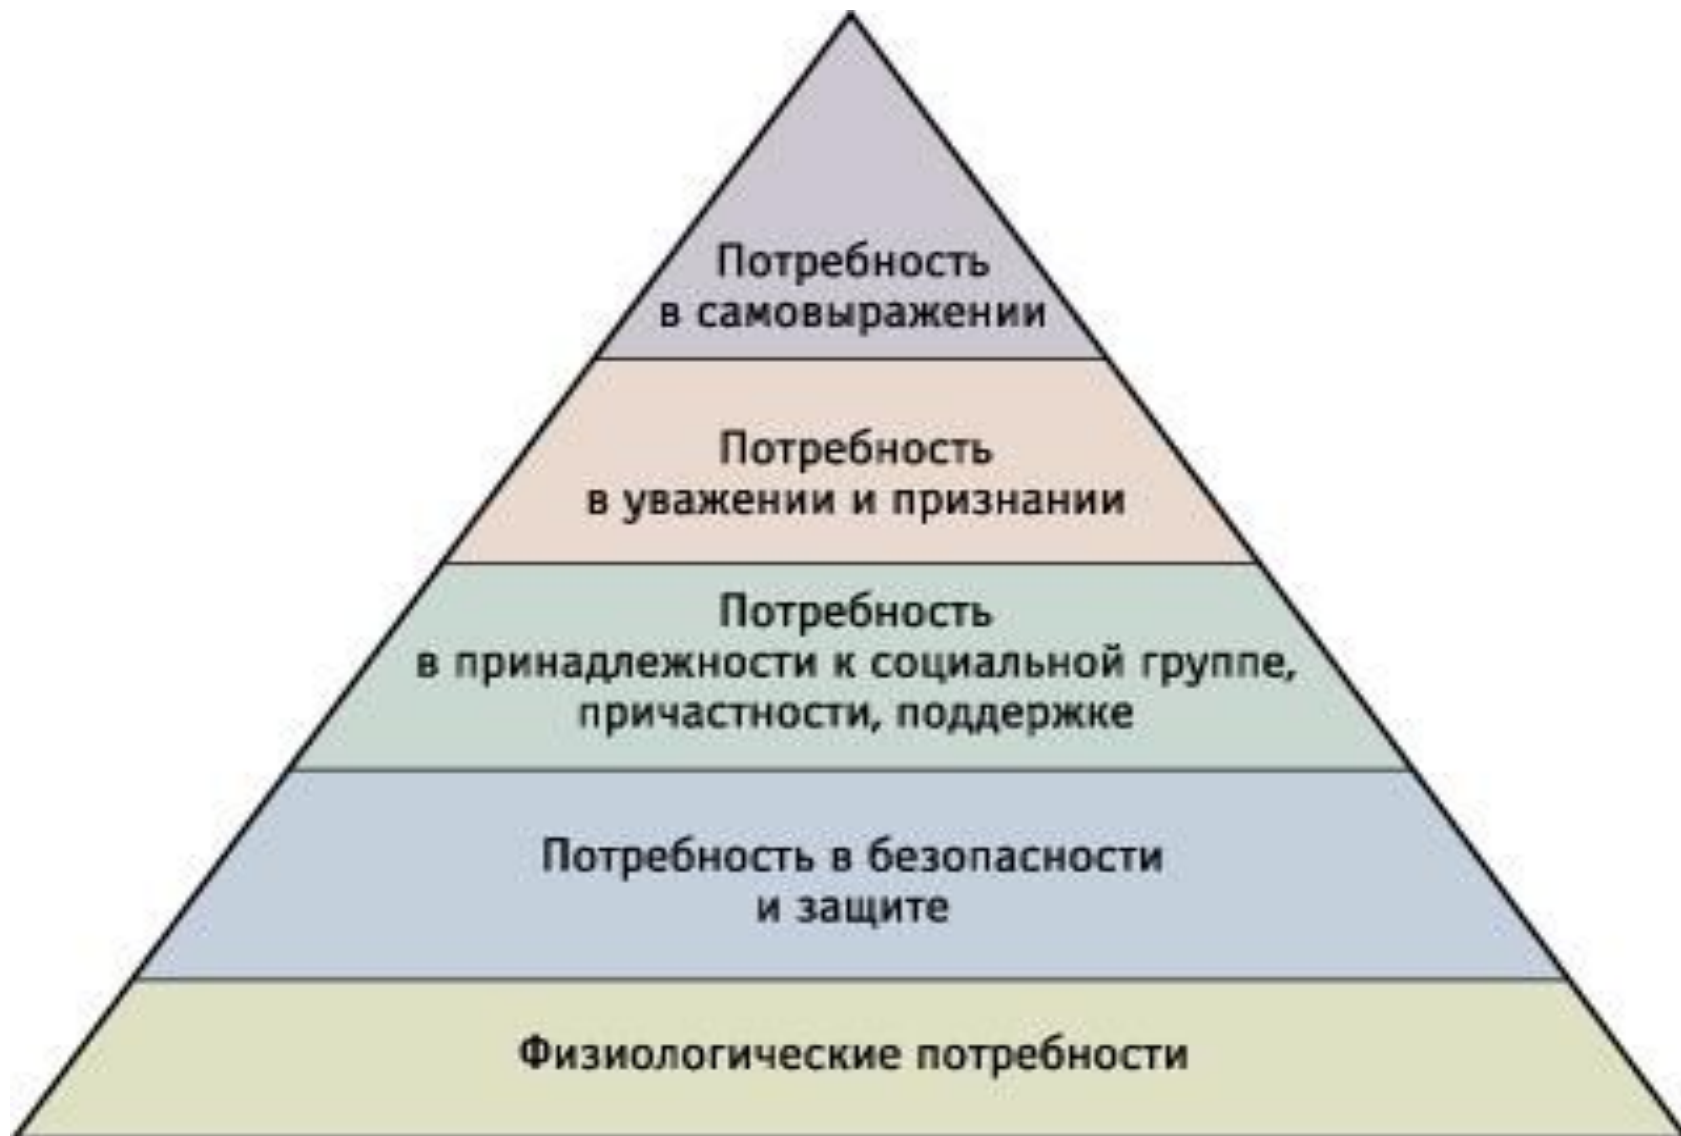 Потребность
в самовыражении
Потребность
в уважении и признании
Потребность
в принадлежности к социальной группе,
причастности, поддержке
Потребность в безопасности
и защите
Физиологические потребности